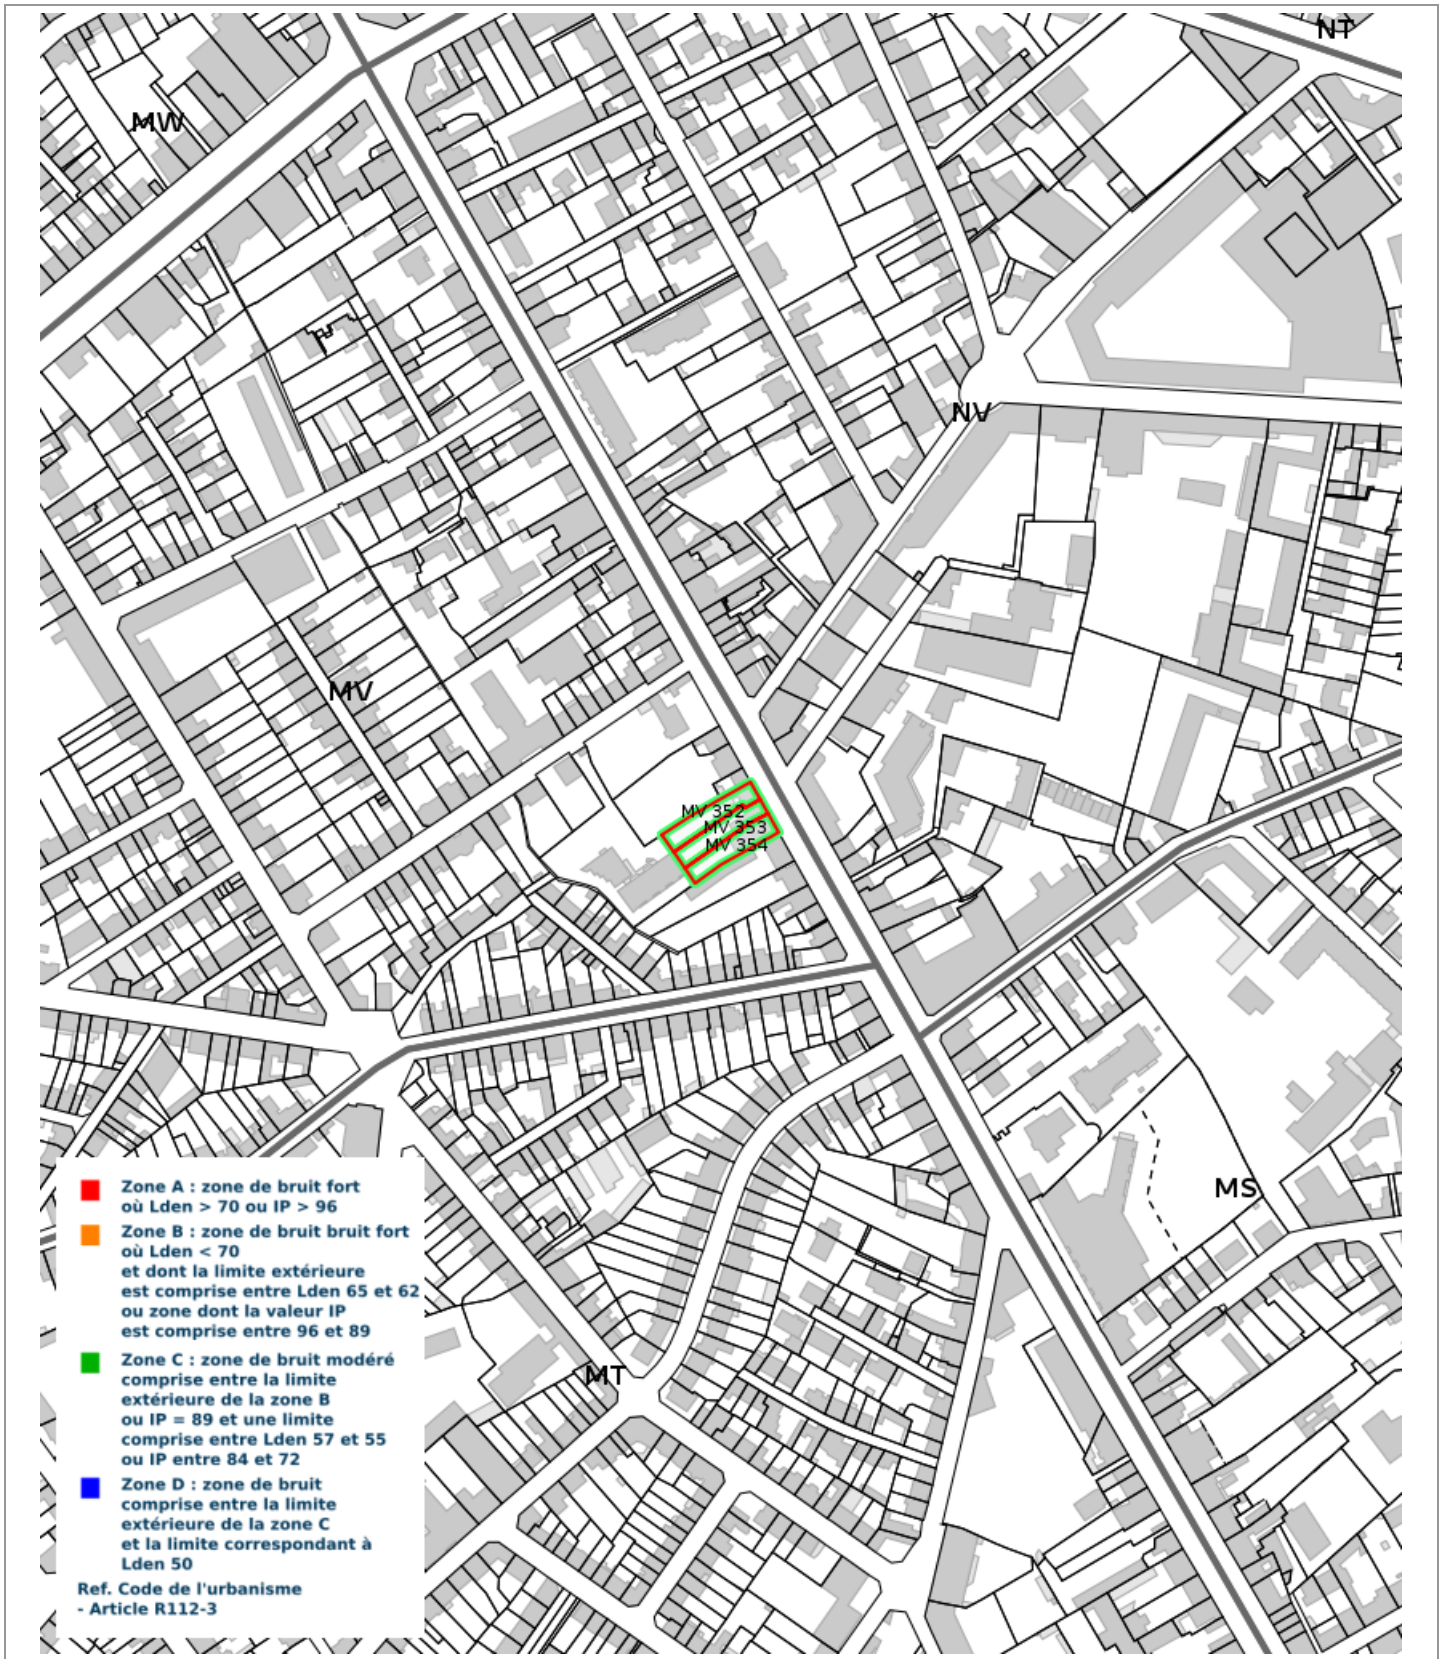 NT
MW
NV
MV
MV 352
MV 353
MV 354
MS
MT
Zone A : zone de bruit fort
où Lden > 70 ou IP > 96
Zone B : zone de bruit bruit fort
où Lden < 70
et dont la limite extérieure
est comprise entre Lden 65 et 62
ou zone dont la valeur IP
est comprise entre 96 et 89
Zone C : zone de bruit modéré
comprise entre la limite
extérieure de la zone B
ou IP = 89 et une limite
comprise entre Lden 57 et 55
ou IP entre 84 et 72
Zone D : zone de bruit
comprise entre la limite
extérieure de la zone C
et la limite correspondant à
Lden 50
Ref. Code de l'urbanisme
- Article R112-3